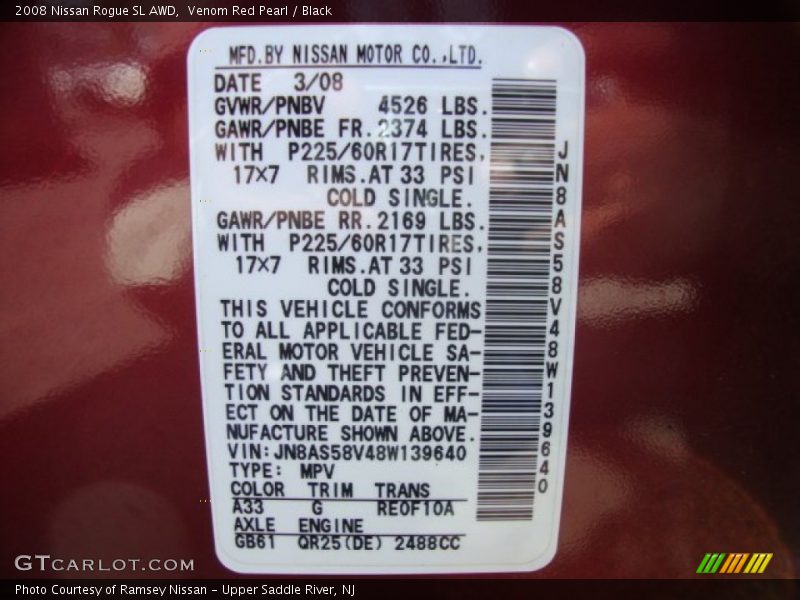 2008 Nissan Rogue SL AWD,  Venom Red Pearl / Black
MFD.BY NISSAN MOTOR CO.,LTD.
DATE 3/08
GVWR/PNBV 4526 LBS.
GAWR/PNBE FR.2374 LBS.
WITH P225/60R17TIRES,
17×7 RIMS.AT 33 PSI
COLD SINGLE.
GAWR/PNBE RR.2169 LBS.
WITH P225/60R17TIRES,
17×7 RIMS.AT 33 PSI
COLD SINGLE.
THIS VEHICLE CONFORMS
TO ALL APPLICABLE FED-
ERAL MOTOR VEHICLE SA-
FETY AND THEFT PREVEN-
TION STANDARDS IN EFF-
ECT ON THE DATE OF MA-
NUFACTURE SHOWN ABOVE.
VIN:JN8AS58V48W139640
TYPE: MPV
COLOR TRIM TRANS
A33 G RE0F10A
AXLE ENGINE
GB61 QR25(DE) 2488CC
JN8AS58V48W139640
GTCARLOT.COM
Photo Courtesy of Ramsey Nissan - Upper Saddle River, NJ